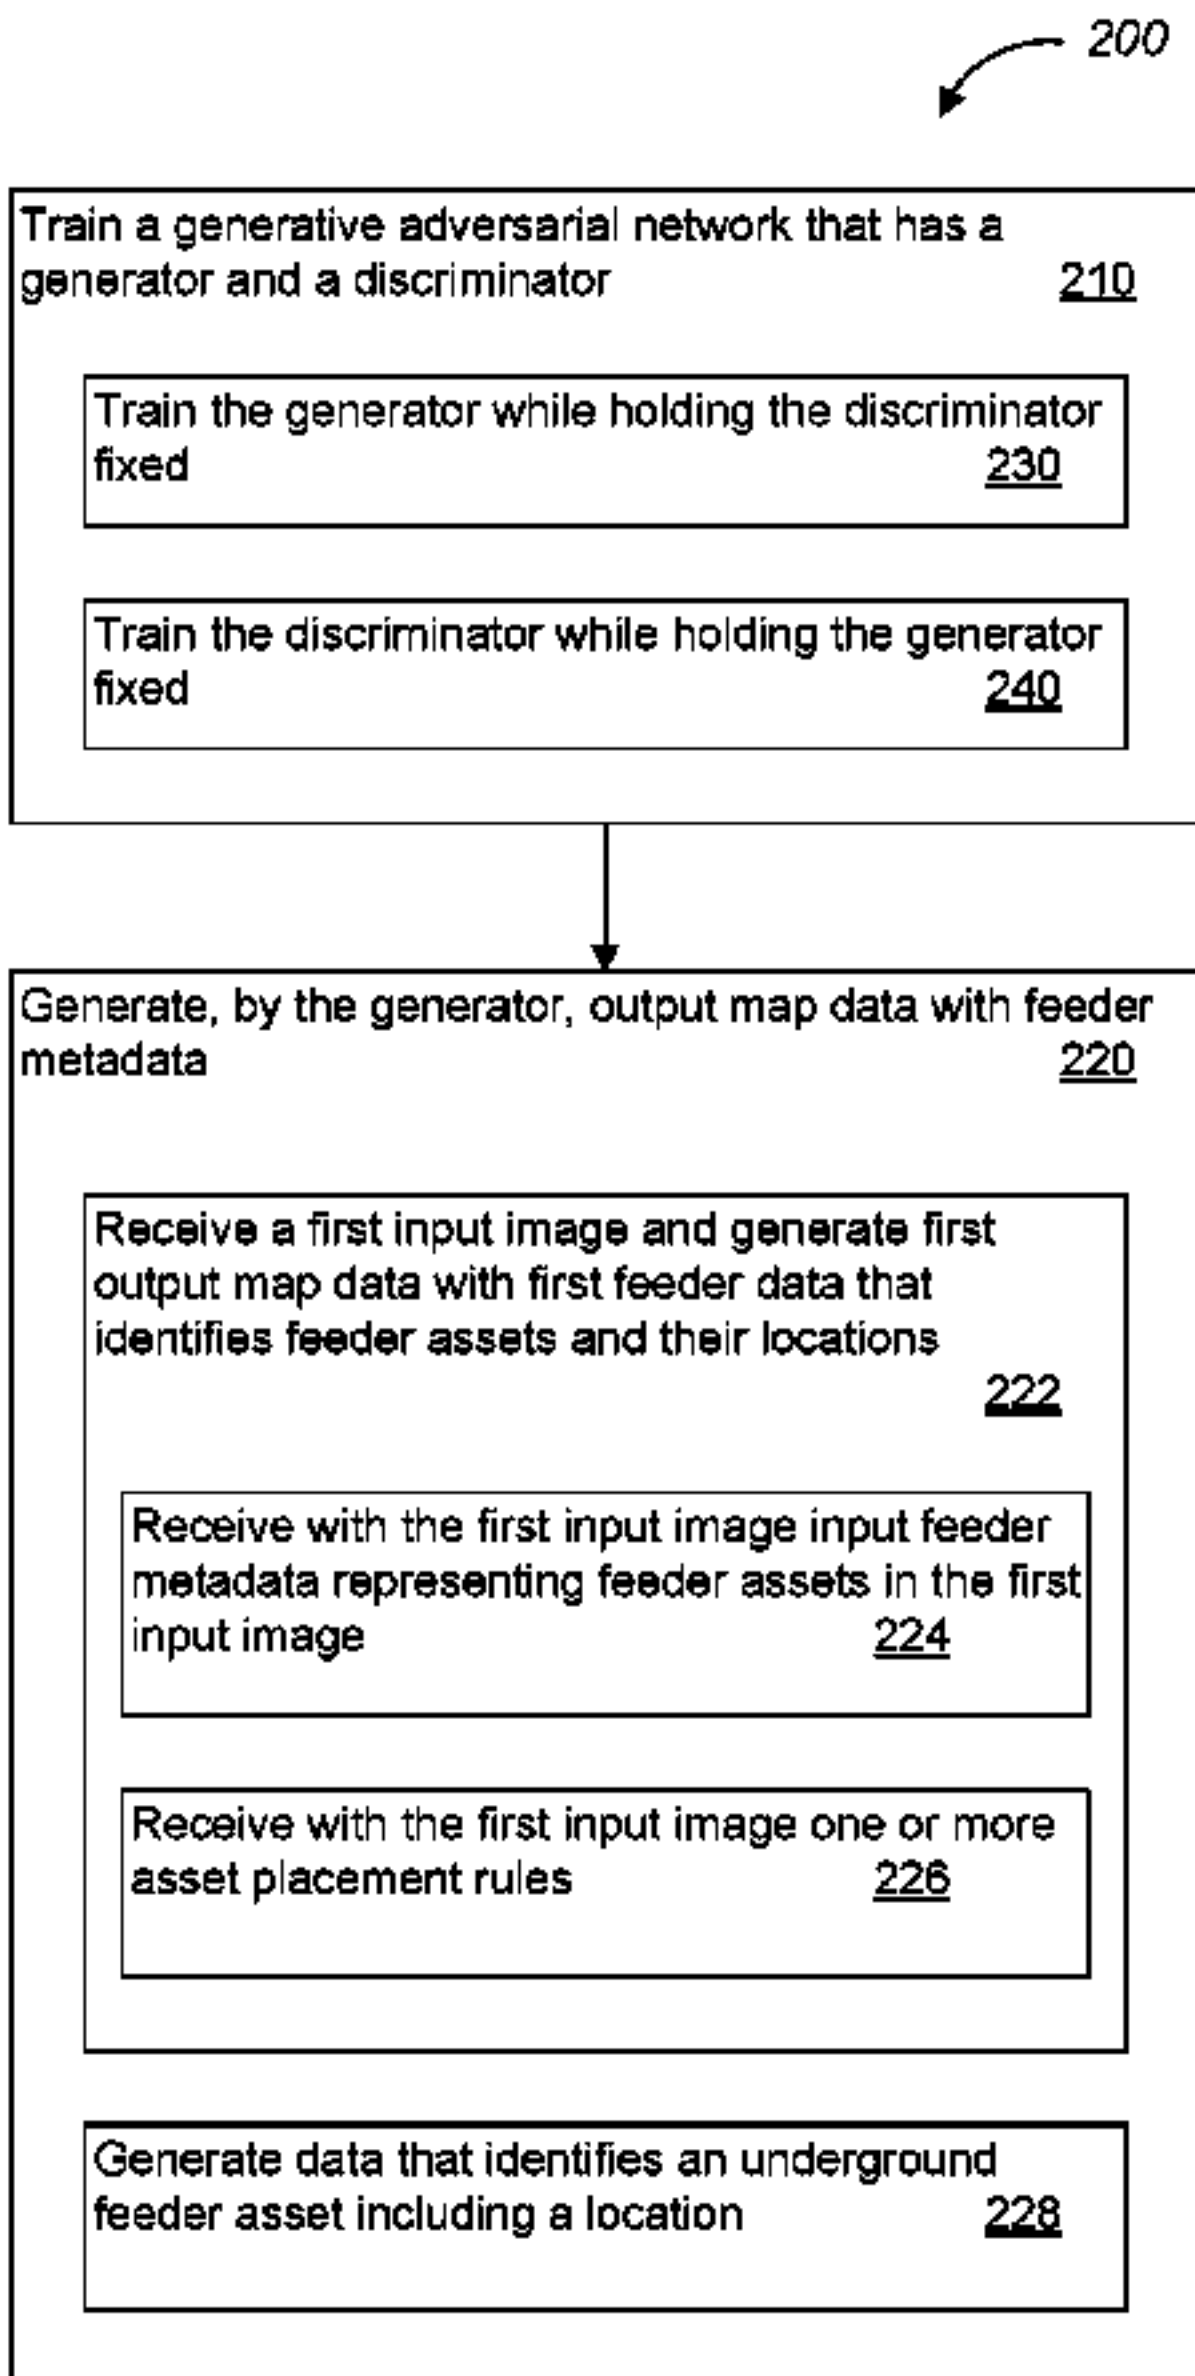 200
Train a generative adversarial network that has a
generator and a discriminator 210
Train the generator while holding the discriminator
fixed 230
Train the discriminator while holding the generator
fixed 240
Generate, by the generator, output map data with feeder
metadata 220
Receive a first input image and generate first
output map data with first feeder data that
identifies feeder assets and their locations
222
Receive with the first input image input feeder
metadata representing feeder assets in the first
input image 224
Receive with the first input image one or more
asset placement rules 226
Generate data that identifies an underground
feeder asset including a location 228